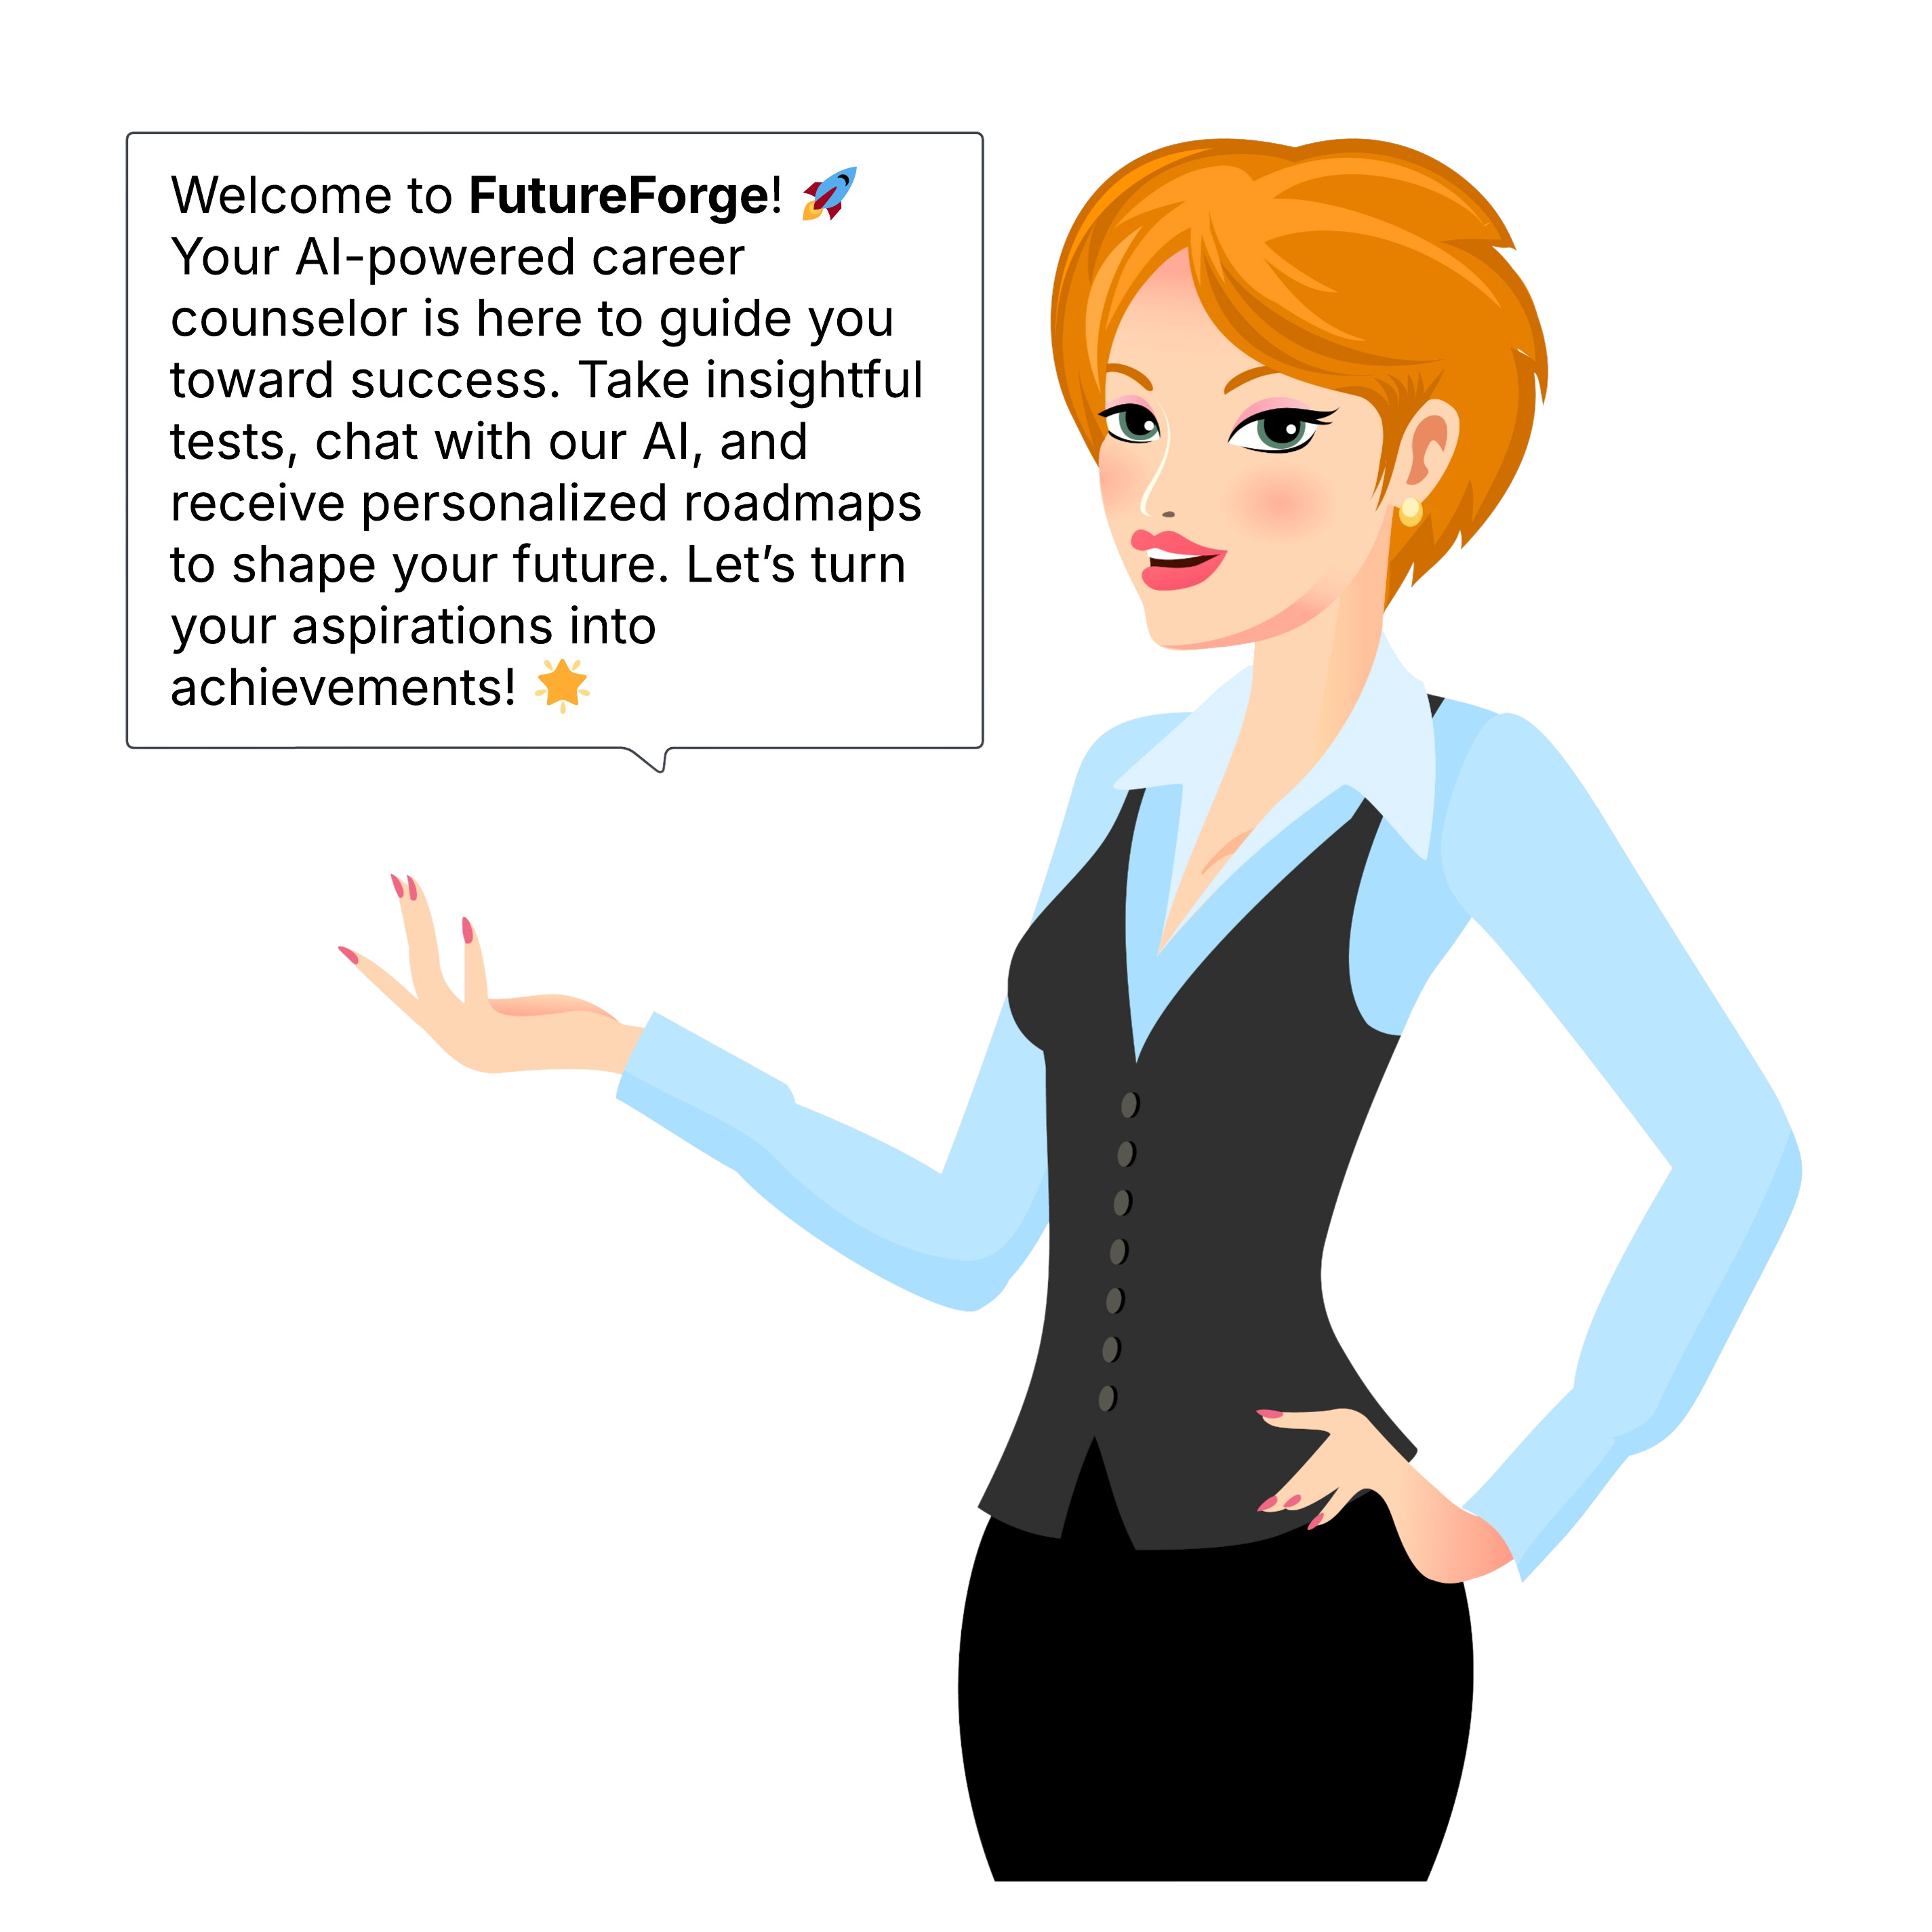 Welcome to FutureForge! 🚀
Your AI-powered career
counselor is here to guide you
toward success. Take insightful
tests, chat with our AI, and
receive personalized roadmaps
to shape your future. Let’s turn
your aspirations into
achievements! 🌟